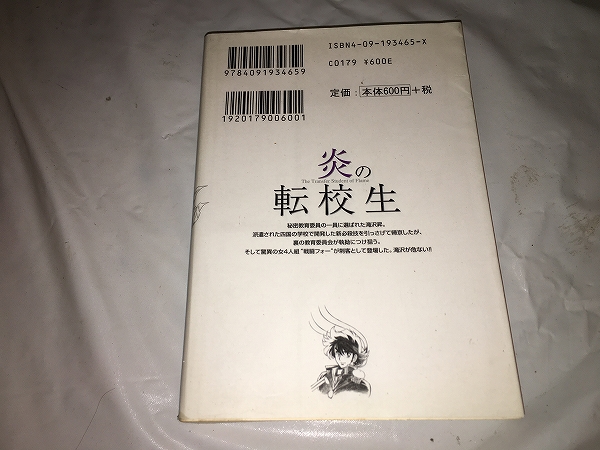 9784091934659
ISBN4-09-193465-X
C0179 ¥600E
1920179006001
定価:本体600円+税
炎の
The Transfer Student of Flame
転校生
秘密教育委員の一員に選ばれた滝沢昇。
派遣された四国の学校で開発した新必殺技を引っさげて帰京したが、
裏の教育委員会が執拗につけ狙う。
そして驚異の女4人組“戦闘フォー”が刺客として登場した。滝沢が危ない!!